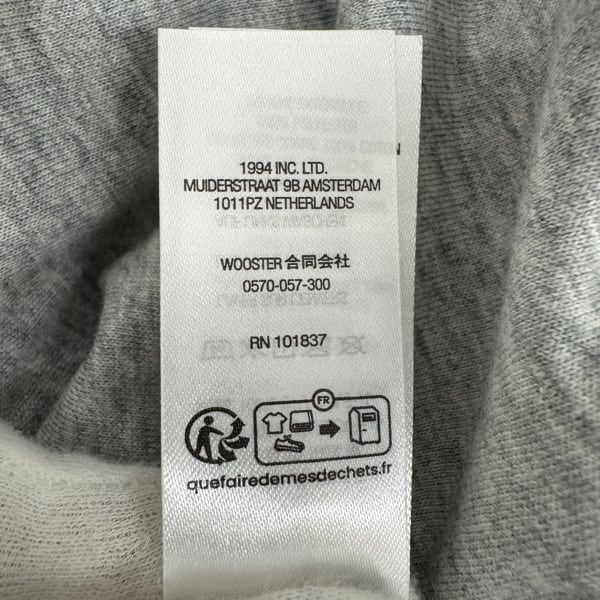 1994 INC. LTD.
MUIDERSTRAAT 9B AMSTERDAM
1011PZ NETHERLANDS
WOOSTER 合同会社
0570-057-300
RN 101837
FR
quefairedemesdechets.fr